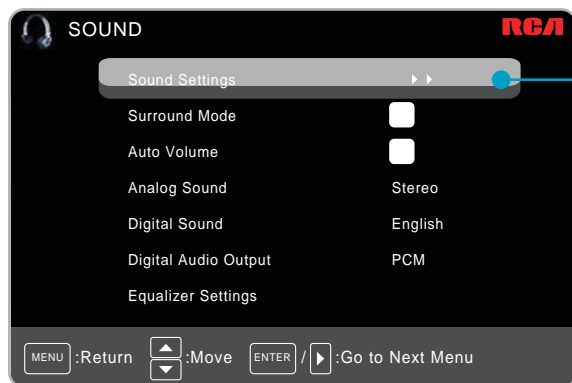 SOUND RCA
Sound Settings
Surround Mode
Auto Volume
Analog Sound Stereo
Digital Sound English
Digital Audio Output PCM
Equalizer Settings
MENU :Return :Move ENTER / :Go to Next Menu